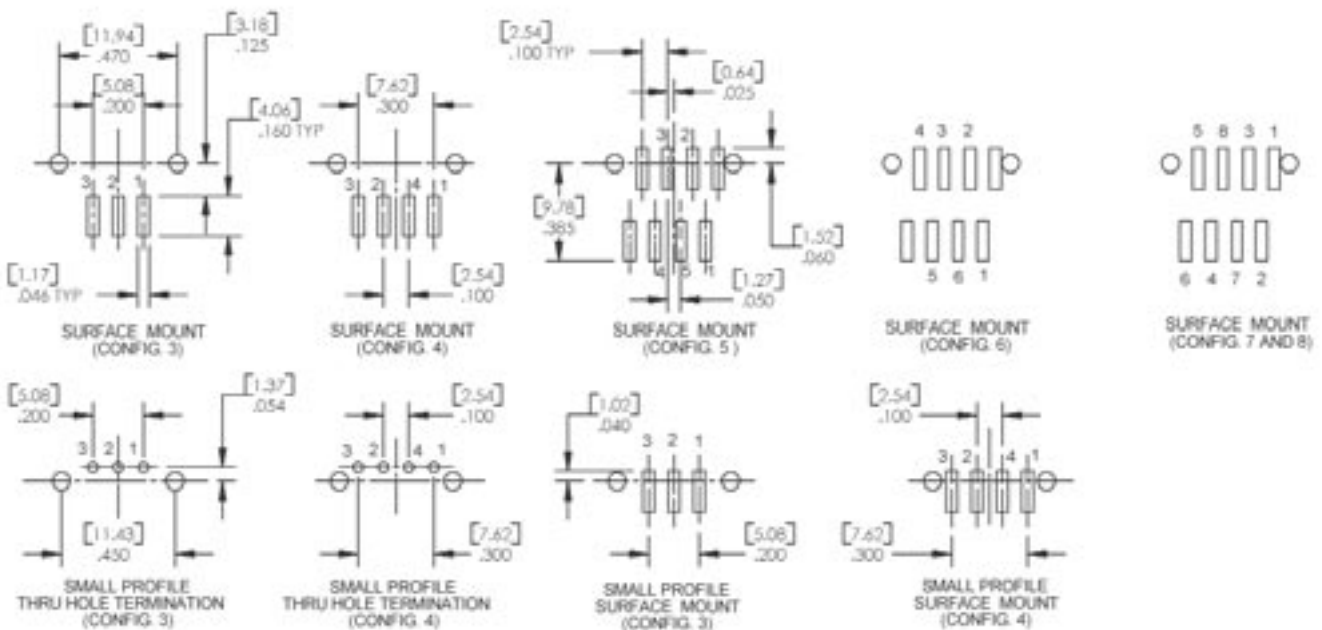 [11.94]
.470
[3.18]
.125
[5.08]
.200
[4.06]
.160 TYP
3 2 1
[1.17]
.046 TYP
SURFACE MOUNT
(CONFIG. 3)
[7.62]
.300
3 2 4 1
[2.54]
.100
SURFACE MOUNT
(CONFIG. 4)
[2.54]
.100 TYP
[0.64]
.025
3 2
[9.78]
.385
[1.52]
.060
4 5 1
[1.27]
.050
SURFACE MOUNT
(CONFIG. 5 )
4 3 2
5 6 1
SURFACE MOUNT
(CONFIG. 6)
5 8 3 1
6 4 7 2
SURFACE MOUNT
(CONFIG. 7 AND 8)
[5.08]
.200
[1.37]
.054
3 2 1
[11.43]
.450
SMALL PROFILE
THRU HOLE TERMINATION
(CONFIG. 3)
[2.54]
.100
3 2 4 1
[7.62]
.300
SMALL PROFILE
THRU HOLE TERMINATION
(CONFIG. 4)
[1.02]
.040
3 2 1
[5.08]
.200
SMALL PROFILE
SURFACE MOUNT
(CONFIG. 3)
[2.54]
.100
3 2 4 1
[7.62]
.300
SMALL PROFILE
SURFACE MOUNT
(CONFIG. 4)